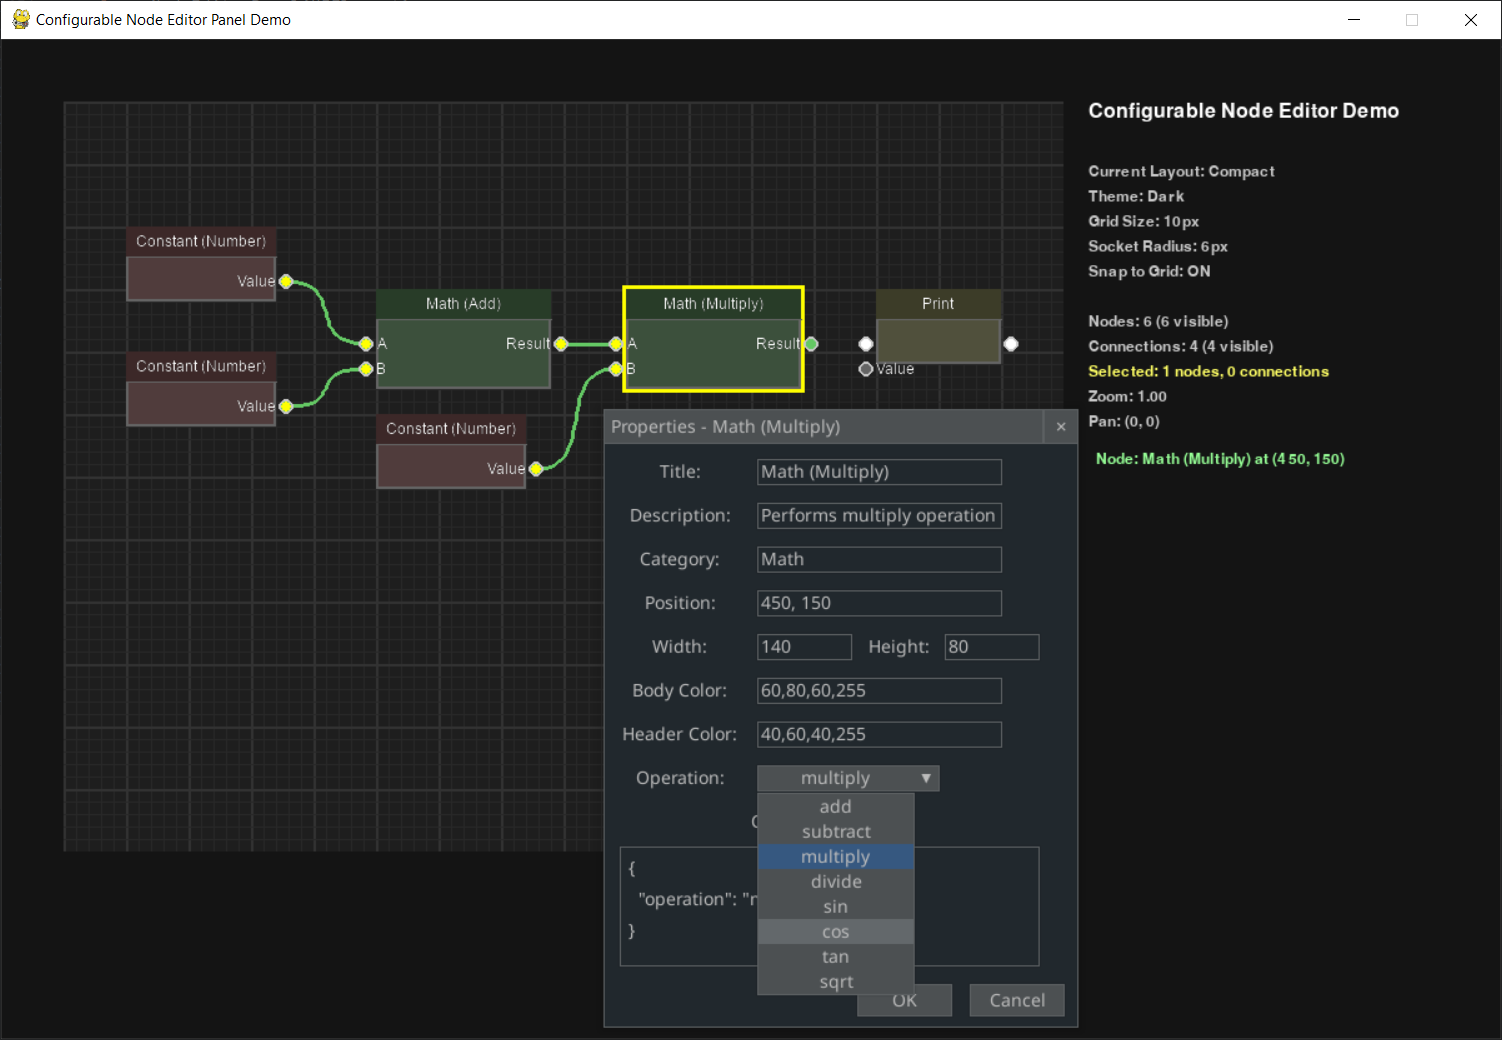 Configurable Node Editor Panel Demo
Configurable Node Editor Demo
Current Layout: Compact
Theme: Dark
Grid Size: 10px
Socket Radius: 6px
Snap to Grid: ON
Nodes: 6 (6 visible)
Connections: 4 (4 visible)
Selected: 1 nodes, 0 connections
Zoom: 1.00
Pan: (0, 0)
Node: Math (Multiply) at (450, 150)
Constant (Number)
Value
Constant (Number)
Value
Math (Add)
A Result
B
Constant (Number)
Value
Math (Multiply)
A Result
B
Print
Value
Properties - Math (Multiply) ×
Title: Math (Multiply)
Description: Performs multiply operation
Category: Math
Position: 450, 150
Width: 140 Height: 80
Body Color: 60,80,60,255
Header Color: 40,60,40,255
Operation: multiply ▼
add
subtract
multiply
divide
sin
cos
tan
sqrt
{
"operation":
}
OK Cancel